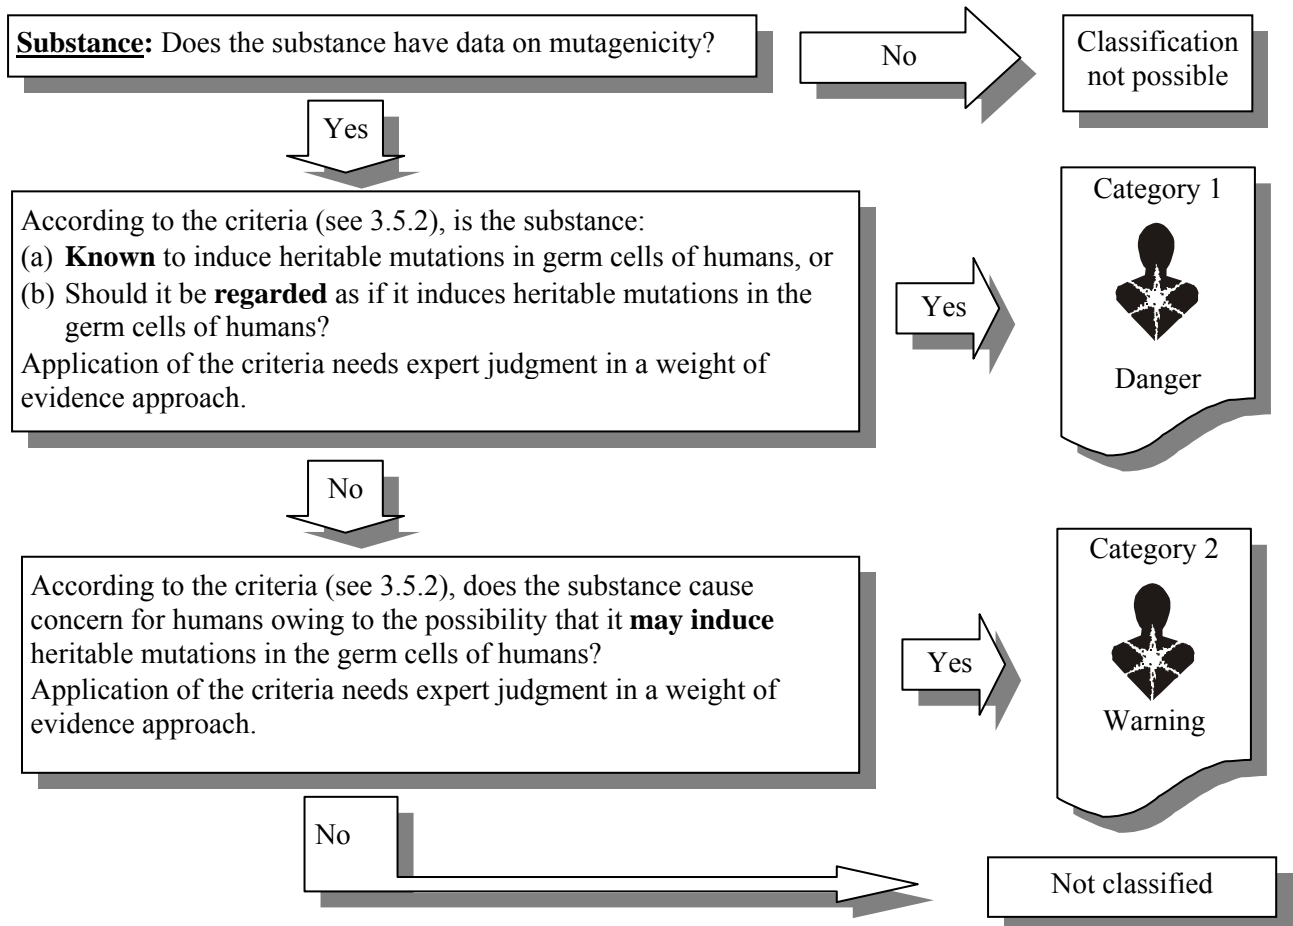 Substance: Does the substance have data on mutagenicity?
No
Classification
not possible
Yes
According to the criteria (see 3.5.2), is the substance:
(a) Known to induce heritable mutations in germ cells of humans, or
(b) Should it be regarded as if it induces heritable mutations in the
germ cells of humans?
Application of the criteria needs expert judgment in a weight of
evidence approach.
Yes
Category 1
Danger
No
According to the criteria (see 3.5.2), does the substance cause
concern for humans owing to the possibility that it may induce
heritable mutations in the germ cells of humans?
Application of the criteria needs expert judgment in a weight of
evidence approach.
Yes
Category 2
Warning
No
Not classified